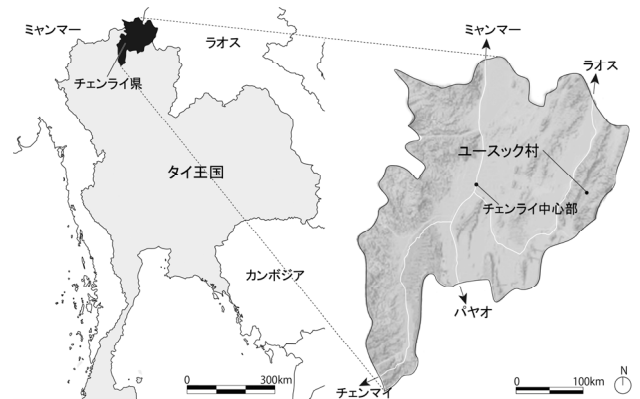 ミャンマー
ラオス
チェンライ県
タイ王国
カンボジア
0 300km
ミャンマー
ラオス
ユースック村
チェンライ中心部
パヤオ
チェンマイ
0 100km
N